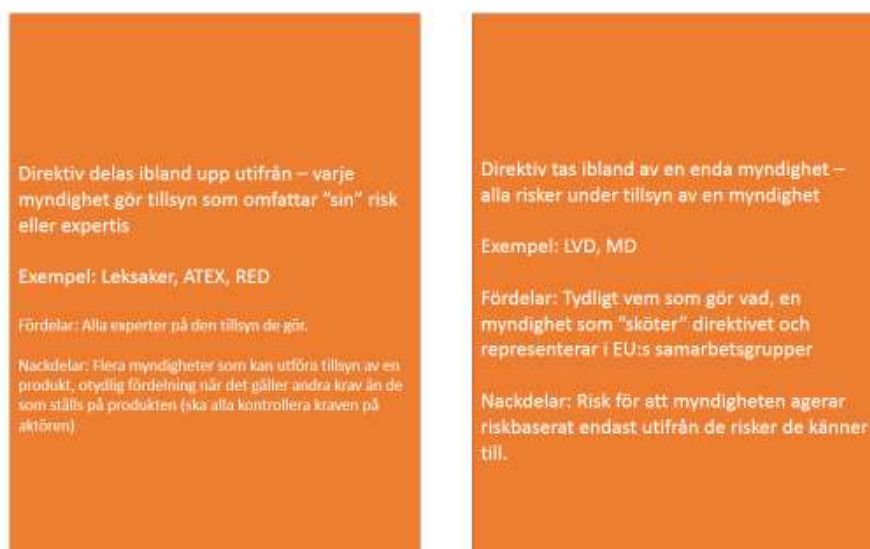 Direktiv delas ibland upp utifrån – varje
myndighet gör tillsyn som omfattar ”sin” risk
eller expertis
Exempel: Leksaker, ATEX, RED
Fördelar: Alla experter på den tillsyn de gör.
Nackdelar: Flera myndigheter som kan utföra tillsyn av en
produkt, otydlig fördelning när det gäller andra krav än de
som ställs på produkten (ska alla kontrollera kraven på
aktören)
Direktiv tas ibland av en enda myndighet –
alla risker under tillsyn av en myndighet
Exempel: LVD, MD
Fördelar: Tydligt vem som gör vad, en
myndighet som ”sköter” direktivet och
representerar i EU:s samarbetsgrupper
Nackdelar: Risk för att myndigheten agerar
riskbaserat endast utifrån de risker de känner
till.